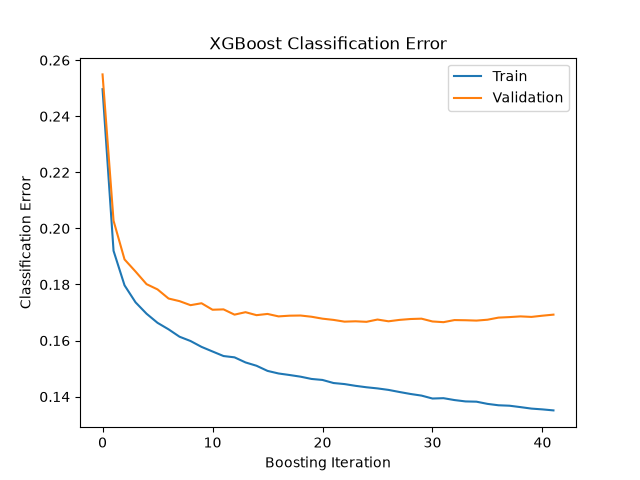 XGBoost Classification Error
Train
Validation
Classification Error
0.26
0.24
0.22
0.20
0.18
0.16
0.14
0
10
20
30
40
Boosting Iteration